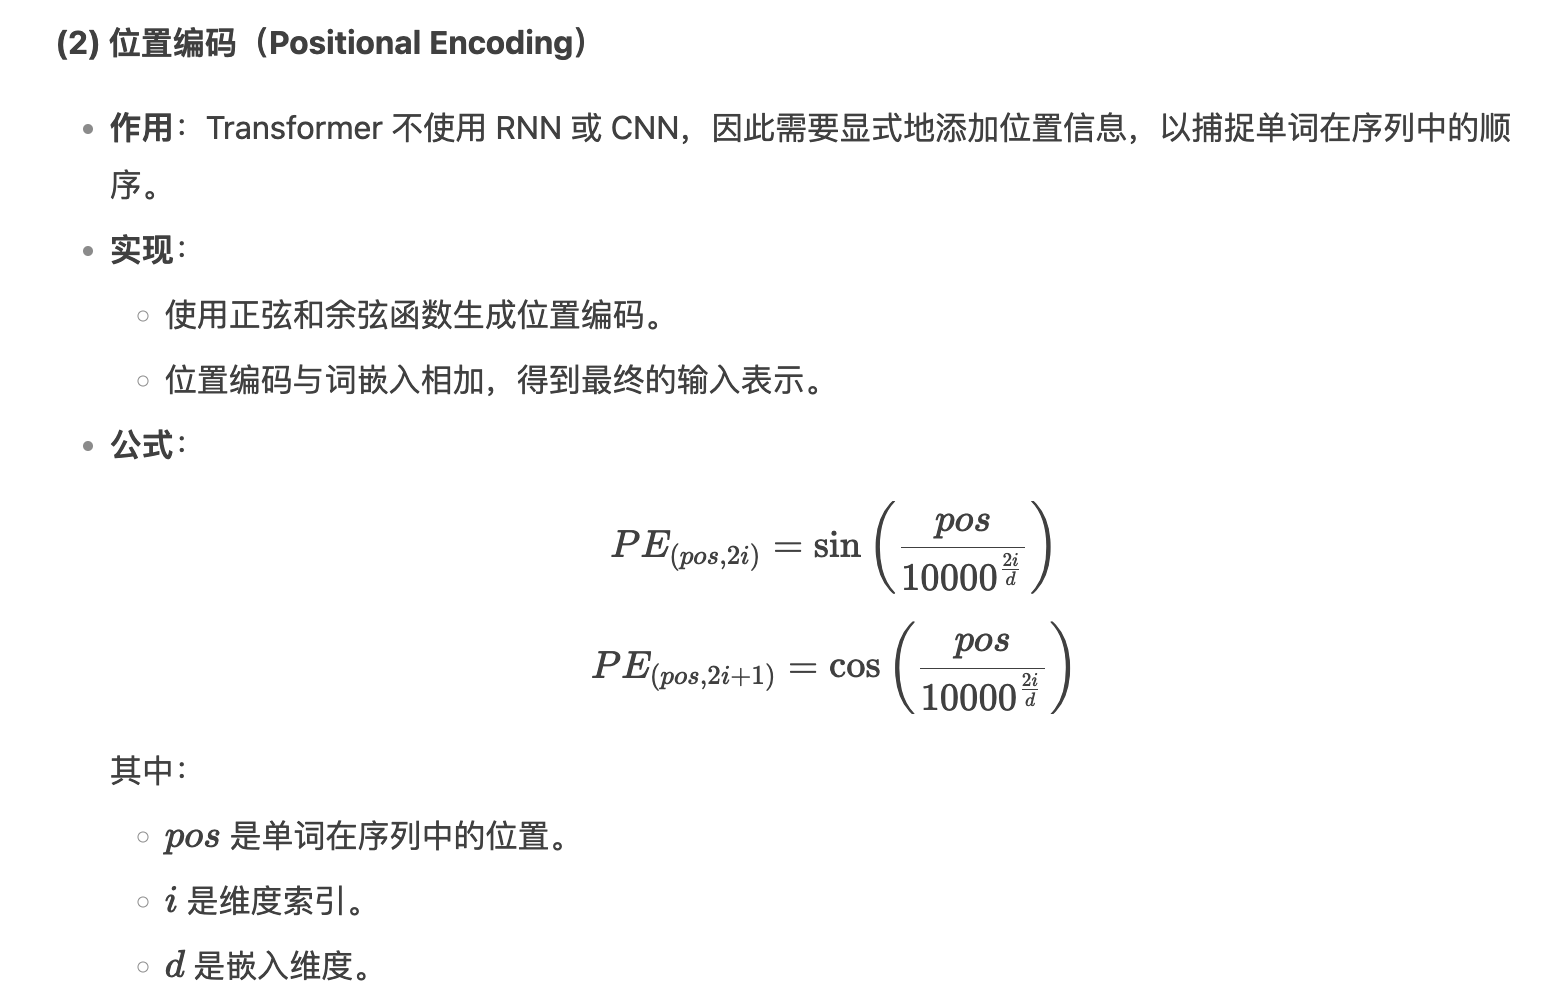 (2) 位置编码（Positional Encoding）
作用：Transformer 不使用 RNN 或 CNN，因此需要显式地添加位置信息，以捕捉单词在序列中的顺
序。
实现：
使用正弦和余弦函数生成位置编码。
位置编码与词嵌入相加，得到最终的输入表示。
公式：
$PE_{(pos,2i)} = \sin\left(\frac{pos}{10000^{\frac{2i}{d}}}\right)$
$PE_{(pos,2i+1)} = \cos\left(\frac{pos}{10000^{\frac{2i}{d}}}\right)$
其中：
pos 是单词在序列中的位置。
i 是维度索引。
d 是嵌入维度。